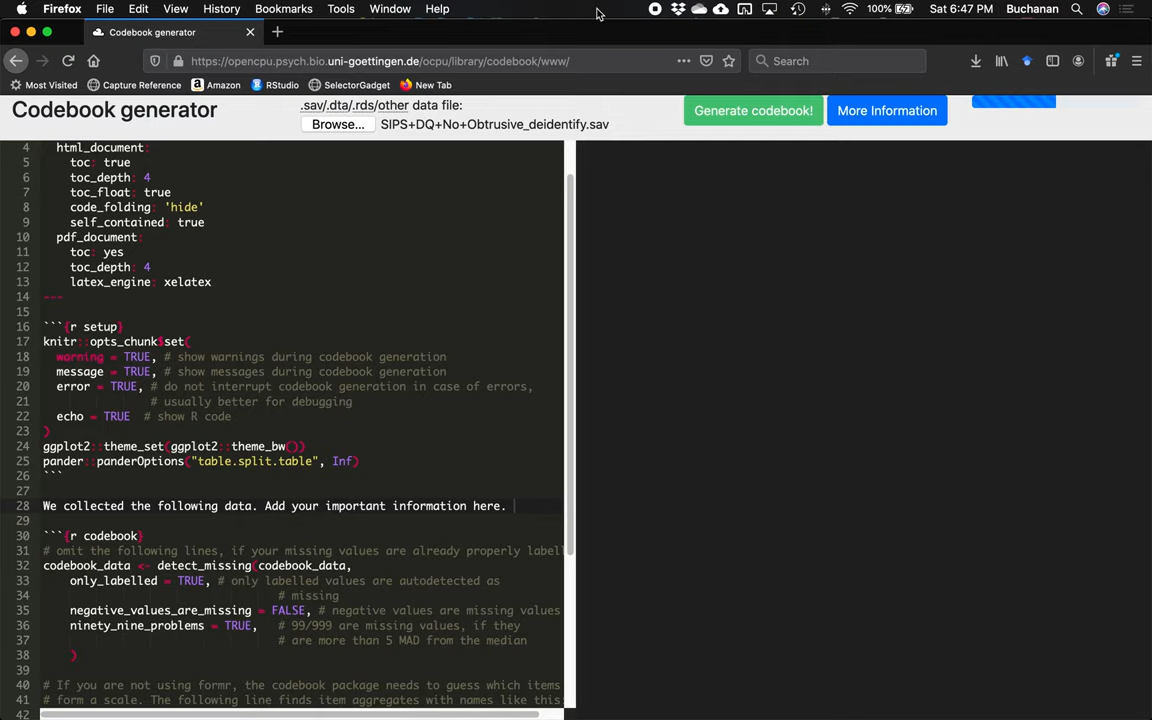 Firefox File Edit View History Bookmarks Tools Window Help 100% Sat 6:47 PM Buchanan
Codebook generator
https://opencpu.psych.bio.uni-goettingen.de/ocpu/library/codebook/www/ Search
Most Visited Capture Reference Amazon RStudio SelectorGadget New Tab
Codebook generator
.sav/.dta/.rds/other data file:
Browse... SIPS+DQ+No+Obtrusive_deidentify.sav
Generate codebook! More Information
4 html_document:
5 toc: true
6 toc_depth: 4
7 toc_float: true
8 code_folding: 'hide'
9 self_contained: true
10 pdf_document:
11 toc: yes
12 toc_depth: 4
13 latex_engine: xelatex
14 ---
15
16 ```{r setup}
17 knitr::opts_chunk$set(
18 warning = TRUE, # show warnings during codebook generation
19 message = TRUE, # show messages during codebook generation
20 error = TRUE, # do not interrupt codebook generation in case of errors,
21 # usually better for debugging
22 echo = TRUE # show R code
23 )
24 ggplot2::theme_set(ggplot2::theme_bw())
25 pander::panderOptions("table.split.table", Inf)
26 ```
27
28 We collected the following data. Add your important information here.
29
30 ```{r codebook}
31 # omit the following lines, if your missing values are already properly labell
32 codebook_data <- detect_missing(codebook_data,
33 only_labelled = TRUE, # only labelled values are autodetected as
34 # missing
35 negative_values_are_missing = FALSE, # negative values are missing values
36 ninety_nine_problems = TRUE, # 99/999 are missing values, if they
37 # are more than 5 MAD from the median
38 )
39
40 # If you are not using formr, the codebook package needs to guess which items
41 # form a scale. The following line finds item aggregates with names like this:
42